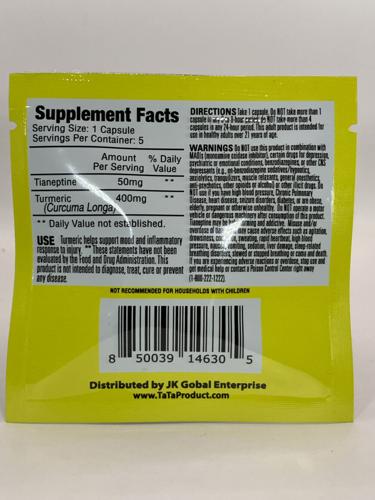 Supplement Facts
Serving Size: 1 Capsule
Servings Per Container: 5
Amount Per Serving
% Daily Value
Tianeptine 50mg **
Turmeric 400mg **
(Curcuma Longa)
** Daily Value not established.
USE Turmeric helps support mood and inflammatory
response to injury. **These statements have not been
evaluated by the Food and Drug Administration. This
product is not intended to diagnose, treat, cure or prevent
any disease.
DIRECTIONS Take 1 capsule. Do NOT take more than 1
capsule in 8-hour period. Do NOT take more than 4
capsules in any 24-hour period. This adult product is intended for
use in healthy adults over 21 years of age.
WARNINGS Do NOT use this product in combination with
MAOIs (monoamine oxidase inhibitor), certain drugs for depression,
psychiatric or emotional conditions, benzodiazepines, or other CNS
depressants (e.g., on-benzodiazepine sedatives/hypnotics,
anxiolytics, tranquilizers, muscle relaxants, general anesthetics,
anti-psychotics, other opioids or alcohol) or other illicit drugs. Do
NOT use if you have high blood pressure, Chronic Pulmonary
Disease, heart disease, seizure disorders, diabetes, or are obese,
elderly, pregnant or otherwise unhealthy. Do NOT operate a motor
vehicle or dangerous machinery after consumption of this product.
Tianeptine may be habit forming and addictive. Misuse and/or
overdose of may cause adverse effects such as agitation,
drowsiness, sweating, rapid heartbeat, high blood
pressure, nausea, sedation, liver damage, sleep-related
breathing disorders, slowed or stopped breathing or coma and death.
If you are experiencing adverse reactions or overdose, stop use and
get medical help or contact a Poison Control Center right away
(1-800-222-1222).
NOT RECOMMENDED FOR HOUSEHOLDS WITH CHILDREN
8 50039 14630 5
Distributed by JK Gobal Enterprise
www.TaTaProduct.com